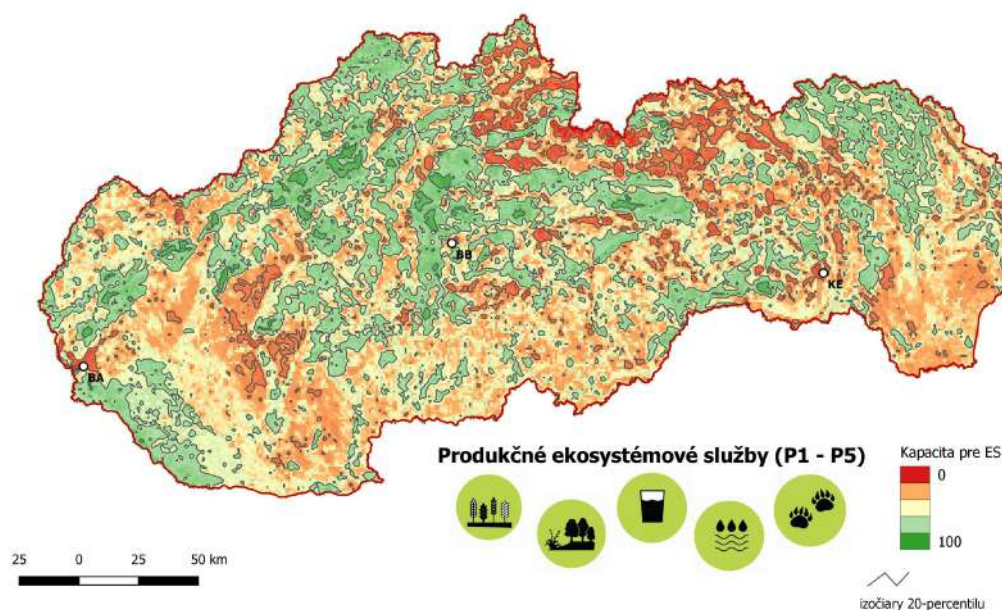 BB
KE
BA
Produkčné ekosystémové služby (P1 - P5)
Kapacita pre ES
0
100
25 0 25 50 km
izočiary 20-percentilu